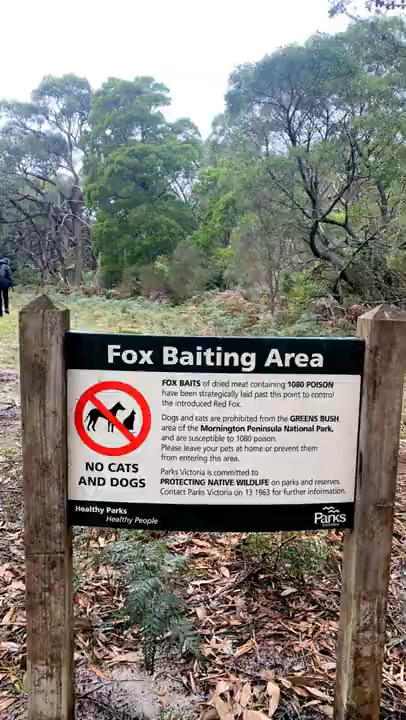 Fox Baiting Area
FOX BAITS of dried meat containing 1080 POISON
have been strategically laid past this point to control
the introduced Red Fox.
Dogs and cats are prohibited from the GREENS BUSH
area of the Mornington Peninsula National Park,
and are susceptible to 1080 poison.
Please leave your pets at home or prevent them
from entering this area.
NO CATS
AND DOGS
Parks Victoria is committed to
PROTECTING NATIVE WILDLIFE on parks and reserves.
Contact Parks Victoria on 13 1963 for further information.
Healthy Parks
Healthy People
Parks